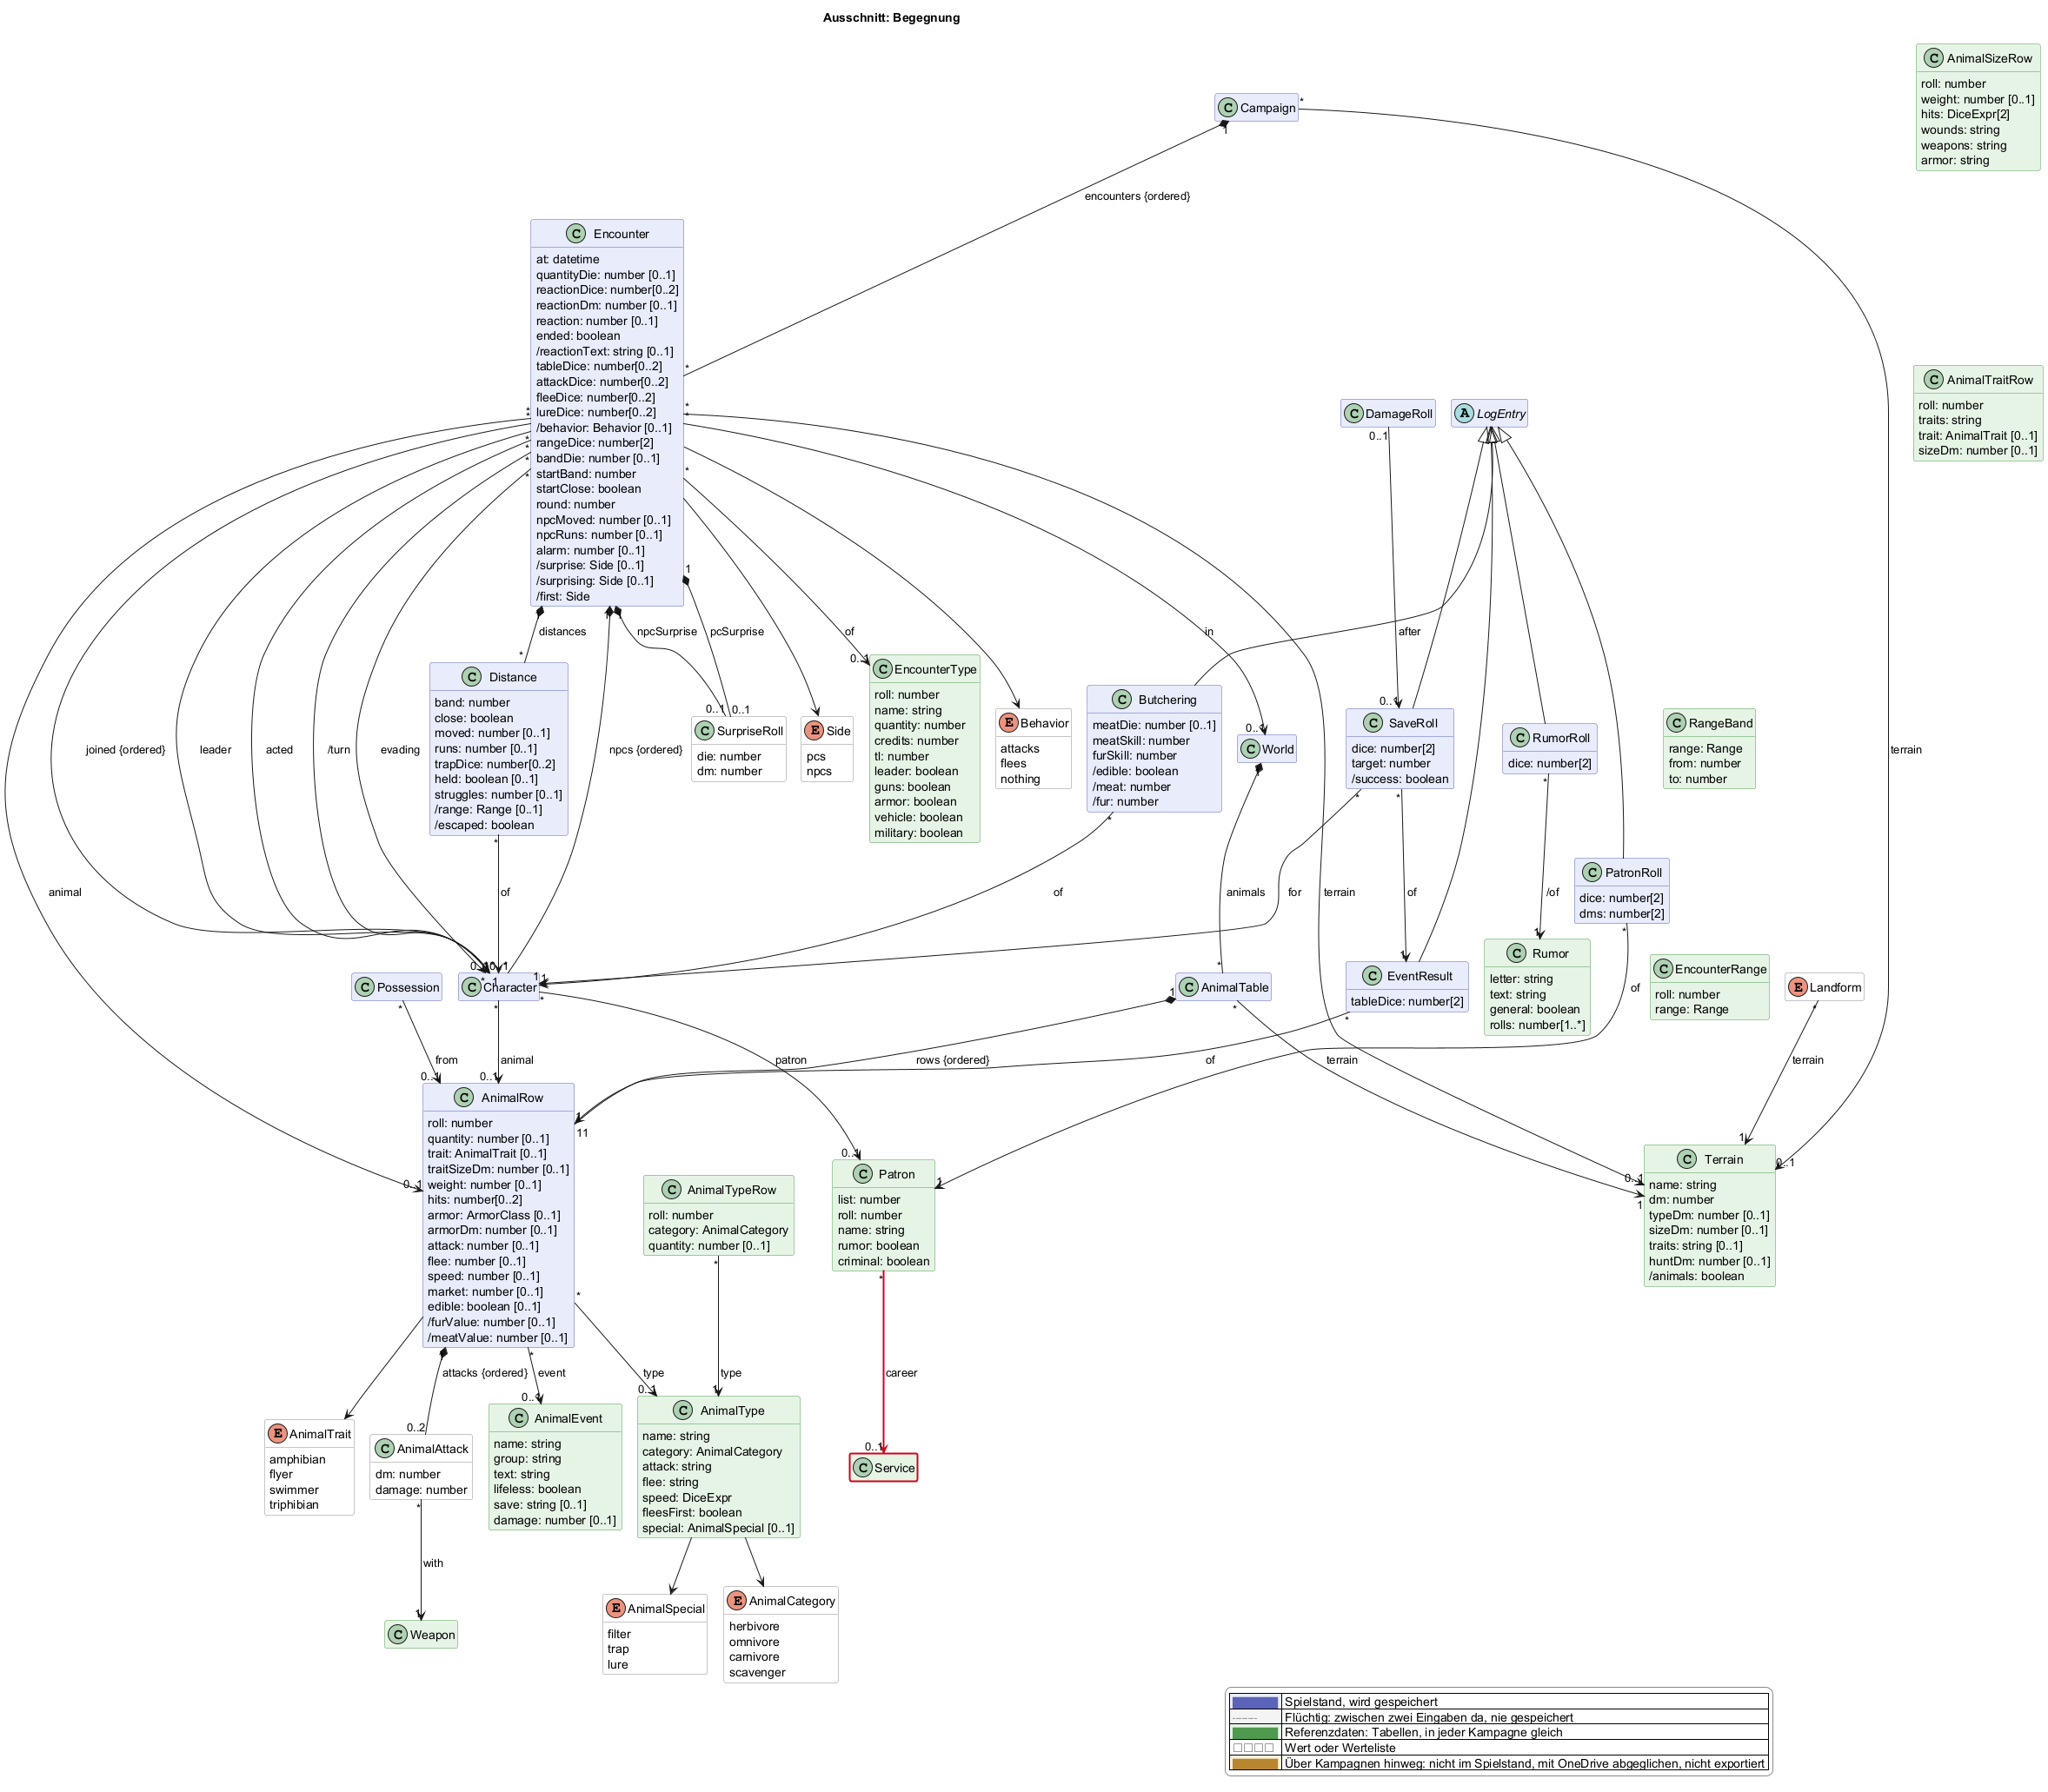 Ausschnitt: Begegnung
AnimalSizeRow
roll: number
weight: number [0..1]
hits: DiceExpr[2]
wounds: string
weapons: string
armor: string
Campaign
*
1
encounters {ordered}
Encounter
at: datetime
quantityDie: number [0..1]
reactionDice: number[0..2]
reactionDm: number [0..1]
reaction: number [0..1]
ended: boolean
/reactionText: string [0..1]
tableDice: number[0..2]
attackDice: number[0..2]
fleeDice: number[0..2]
lureDice: number[0..2]
/behavior: Behavior [0..1]
rangeDice: number[2]
bandDie: number [0..1]
startBand: number
startClose: boolean
round: number
npcMoved: number [0..1]
npcRuns: number [0..1]
alarm: number [0..1]
/surprise: Side [0..1]
/surprising: Side [0..1]
/first: Side
AnimalTraitRow
roll: number
traits: string
trait: AnimalTrait [0..1]
sizeDm: number [0..1]
DamageRoll
0..1
LogEntry
distances
npcSurprise
pcSurprise
of
in
after
joined {ordered}
leader
acted
/turn
evading
npcs {ordered}
terrain
Distance
band: number
close: boolean
moved: number [0..1]
runs: number [0..1]
trapDice: number[0..2]
held: boolean [0..1]
struggles: number [0..1]
/range: Range [0..1]
/escaped: boolean
0..1
0..1
SurpriseRoll
die: number
dm: number
Side
pcs
npcs
EncounterType
roll: number
name: string
quantity: number
credits: number
tl: number
leader: boolean
guns: boolean
armor: boolean
vehicle: boolean
military: boolean
Behavior
attacks
flees
nothing
Butchering
meatDie: number [0..1]
meatSkill: number
furSkill: number
/edible: boolean
/meat: number
/fur: number
World
SaveRoll
dice: number[2]
target: number
/success: boolean
RumorRoll
dice: number[2]
RangeBand
range: Range
from: number
to: number
PatronRoll
dice: number[2]
dms: number[2]
animal
of
of
animals
for
of
terrain
/of
of
Possession
Character
AnimalTable
EventResult
tableDice: number[2]
Rumor
letter: string
text: string
general: boolean
rolls: number[1..*]
EncounterRange
roll: number
range: Range
Landform
from
animal
patron
rows {ordered}
of
terrain
terrain
AnimalRow
roll: number
quantity: number [0..1]
trait: AnimalTrait [0..1]
traitSizeDm: number [0..1]
weight: number [0..1]
hits: number[0..2]
armor: ArmorClass [0..1]
armorDm: number [0..1]
attack: number [0..1]
flee: number [0..1]
speed: number [0..1]
market: number [0..1]
edible: boolean [0..1]
/furValue: number [0..1]
/meatValue: number [0..1]
11
AnimalTypeRow
roll: number
category: AnimalCategory
quantity: number [0..1]
Patron
list: number
roll: number
name: string
rumor: boolean
criminal: boolean
Terrain
name: string
dm: number
typeDm: number [0..1]
sizeDm: number [0..1]
traits: string [0..1]
huntDm: number [0..1]
/animals: boolean
attacks {ordered}
event
type
type
career
AnimalTrait
amphibian
flyer
swimmer
triphibian
0..2
AnimalAttack
dm: number
damage: number
AnimalEvent
name: string
group: string
text: string
lifeless: boolean
save: string [0..1]
damage: number [0..1]
AnimalType
name: string
category: AnimalCategory
attack: string
flee: string
speed: DiceExpr
fleesFirst: boolean
special: AnimalSpecial [0..1]
0..1
Service
with
Weapon
AnimalSpecial
filter
trap
lure
AnimalCategory
herbivore
omnivore
carnivore
scavenger
Spielstand, wird gespeichert
Flüchtig: zwischen zwei Eingaben da, nie gespeichert
Referenzdaten: Tabellen, in jeder Kampagne gleich
Wert oder Werteliste
Über Kampagnen hinweg: nicht im Spielstand, mit OneDrive abgeglichen, nicht exportiert